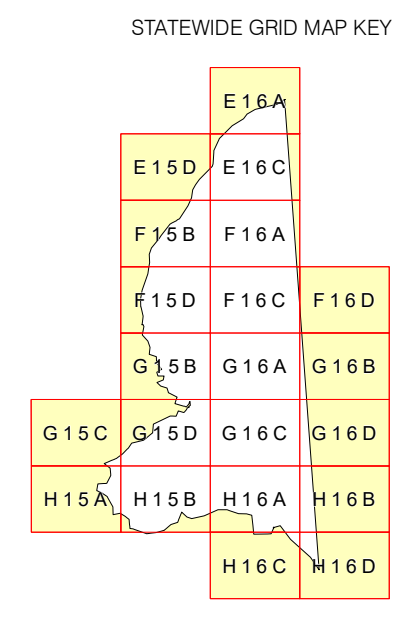 STATEWIDE GRID MAP KEY
E16A
E15D E16C
F15B F16A
F15D F16C F16D
G15B G16A G16B
G15C G15D G16C G16D
H15A H15B H16A H16B
H16C H16D